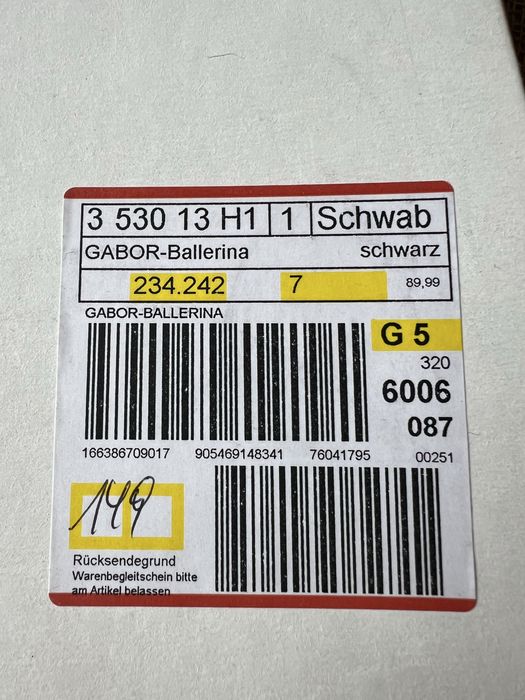 3 530 13 H1 1 Schwab
GABOR-Ballerina schwarz
234.242 7 89,99
GABOR-BALLERINA
G 5
320
6006
087
166386709017 905469148341 76041795 00251
149
Rücksendegrund
Warenbegleitschein bitte
am Artikel belassen